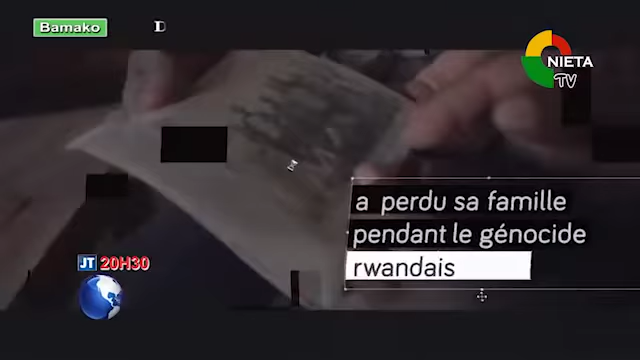 Bamako
D
NIETA
TV
a perdu sa famille
pendant le génocide
rwandais
JT 20H30